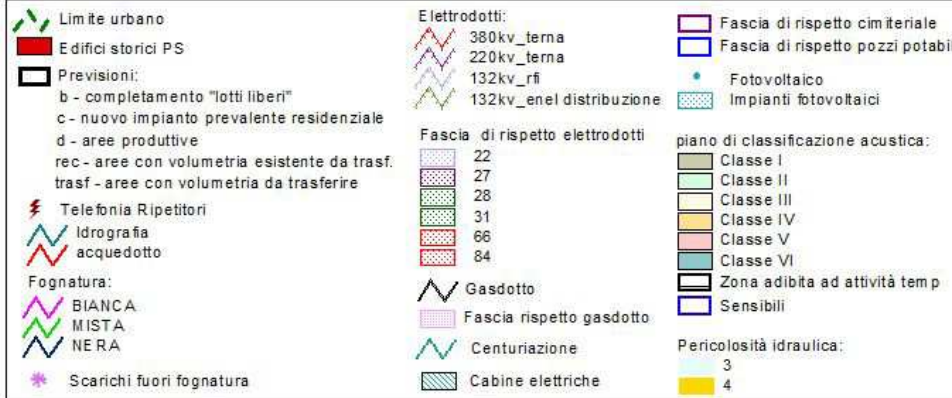 Limite urbano
Edifici storici PS
Previsioni:
b - completamento "lotti liberi"
c - nuovo impianto prevalente residenziale
d - aree produttive
rec - aree con volumetria esistente da trasf.
trasf - aree con volumetria da trasferire
Telefonia Ripetitori
Idrografia
acquedotto
Fognatura:
BIANCA
MISTA
NERA
Scarichi fuori fognatura
Elettrodotti:
380kv_terna
220kv_terna
132kv_rfi
132kv_enel distribuzione
Fascia di rispetto elettrodotti
22
27
28
31
66
84
Gasdotto
Fascia rispetto gasdotto
Centuriazione
Cabine elettriche
Fascia di rispetto cimiteriale
Fascia di rispetto pozzi potabi
Fotovoltaico
Impianti fotovoltaici
piano di classificazione acustica:
Classe I
Classe II
Classe III
Classe IV
Classe V
Classe VI
Zona adibita ad attività temp
Sensibili
Pericolosità idraulica:
3
4